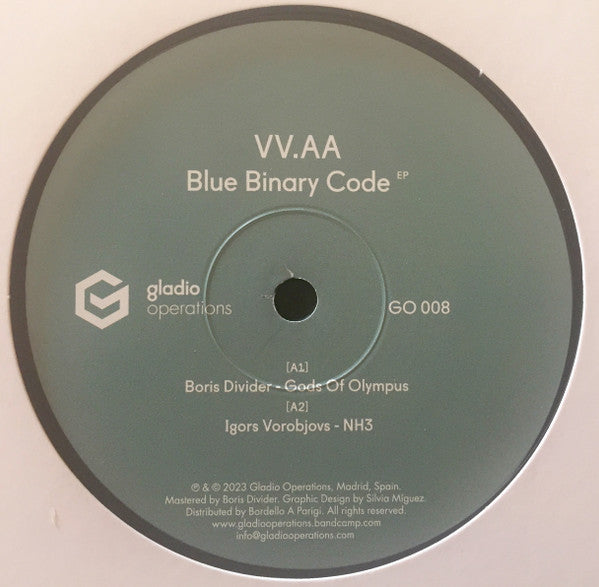 VV.AA
Blue Binary Code EP
gladio
operations
GO 008
[A1]
Boris Divider - Gods Of Olympus
[A2]
Igors Vorobjovs - NH3
℗ & © 2023 Gladio Operations, Madrid, Spain.
Mastered by Boris Divider. Graphic Design by Silvia Míguez.
Distributed by Bordello A Parigi. All rights reserved.
www.gladiooperations.bandcamp.com
info@gladiooperations.com